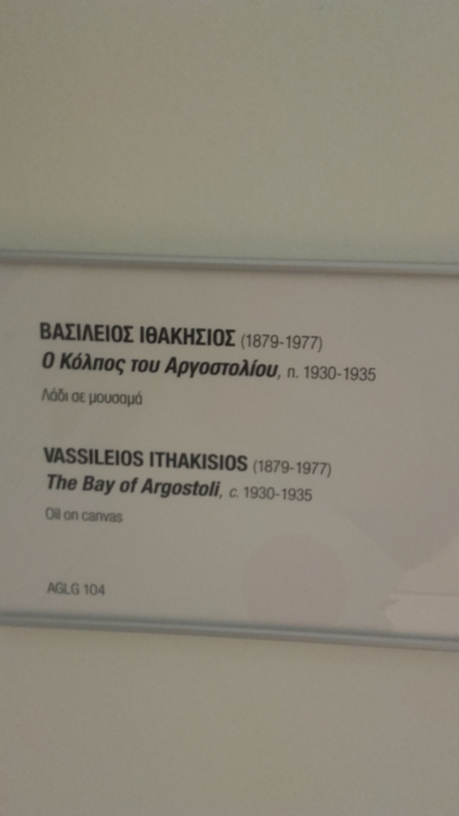 ΒΑΣΙΛΕΙΟΣ ΙΘΑΚΗΣΙΟΣ (1879-1977)
Ο Κόλπος του Αργοστολίου, π. 1930-1935
Λάδι σε μουσαμά
VASSILEIOS ITHAKISIOS (1879-1977)
The Bay of Argostoli, c. 1930-1935
Oil on canvas
AGLG 104